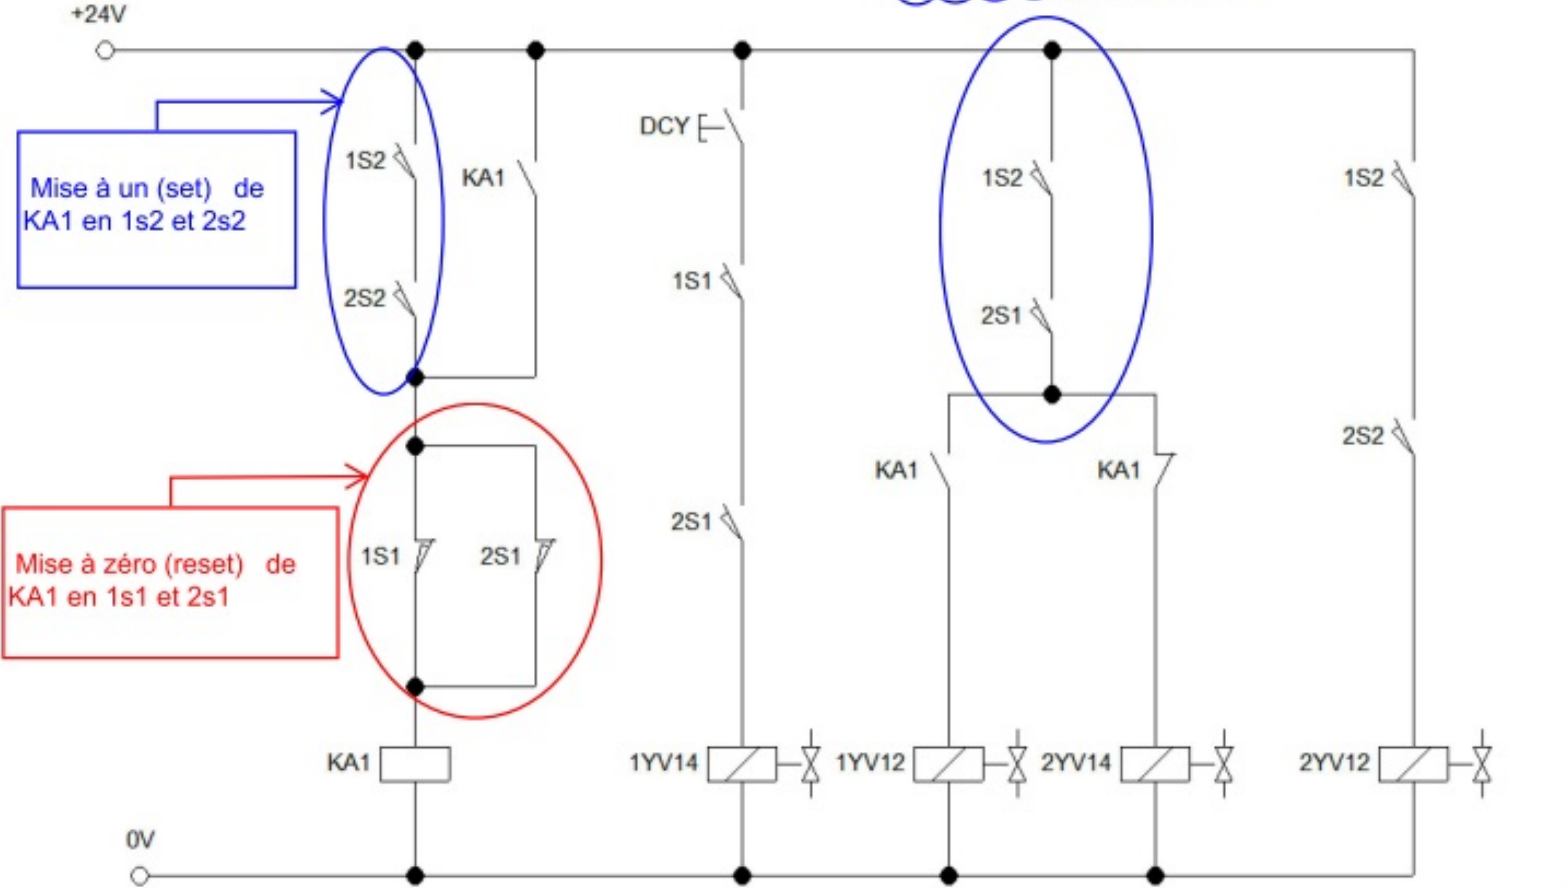 +24V
DCY
1S2
KA1
1S2
1S2
Mise à un (set) de
KA1 en 1s2 et 2s2
1S1
2S2
2S1
2S2
KA1
KA1
2S1
1S1
2S1
Mise à zéro (reset) de
KA1 en 1s1 et 2s1
KA1
1YV14
1YV12
2YV14
2YV12
0V